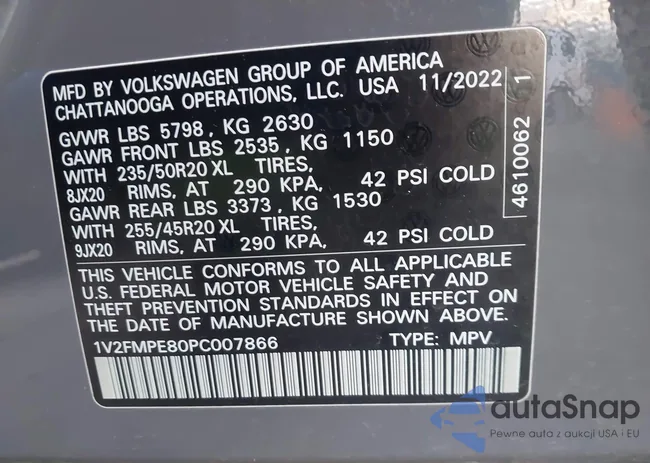 MFD BY VOLKSWAGEN GROUP OF AMERICA
CHATTANOOGA OPERATIONS, LLC. USA 11/2022
GVWR LBS 5798, KG 2630
GAWR FRONT LBS 2535, KG 1150
WITH 235/50R20 XL TIRES,
8JX20 RIMS, AT 290 KPA, 42 PSI COLD
GAWR REAR LBS 3373, KG 1530
WITH 255/45R20 XL TIRES,
9JX20 RIMS, AT 290 KPA, 42 PSI COLD
THIS VEHICLE CONFORMS TO ALL APPLICABLE
U.S. FEDERAL MOTOR VEHICLE SAFETY AND
THEFT PREVENTION STANDARDS IN EFFECT ON
THE DATE OF MANUFACTURE SHOWN ABOVE.
1V2FMPE80PC007866 TYPE: MPV
4610062 1
autaSnap
Pewne auta z aukcji USA i EU